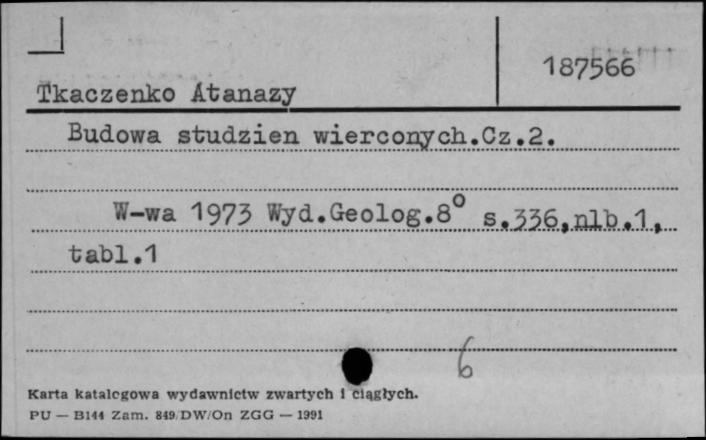 187566
Tkaczenko Atanazy
Budowa studzien wierconych.Cz.2.
W-wa 1973 Wyd.Geolog.8° s.336,nlb.1,
tabl.1
6
Karta katalogowa wydawnictw zwartych i ciągłych.
PU — B144 Zam. 849/DW/On ZGG — 1991